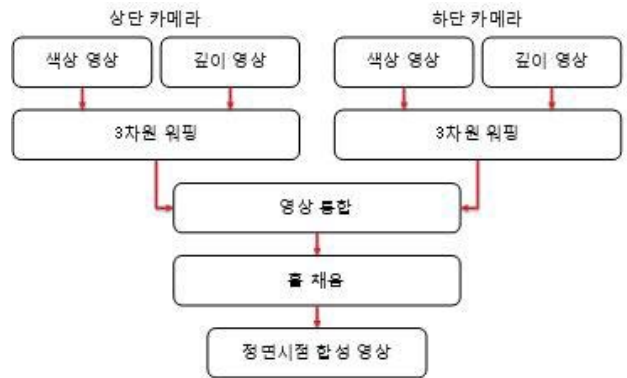 상단 카메라 하단 카메라
색상 영상 깊이 영상 색상 영상 깊이 영상
3차원 워핑 3차원 워핑
영상 통합
홀 채움
정면시점 합성 영상